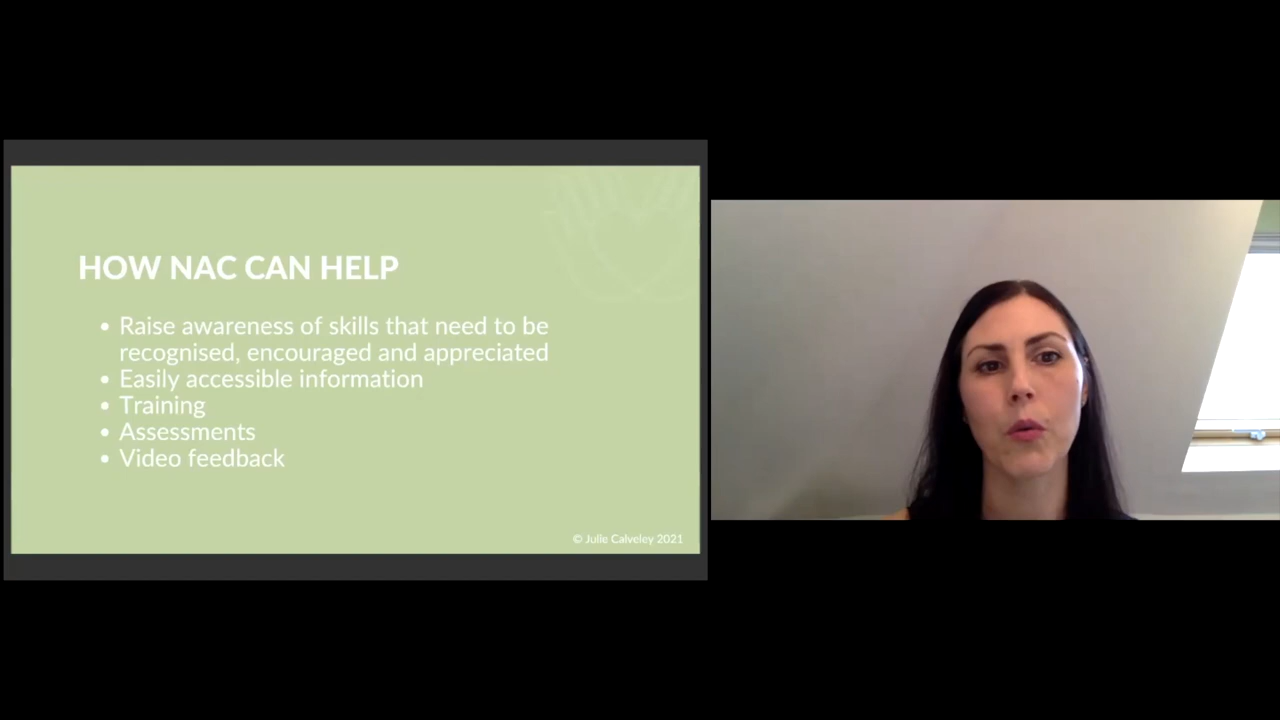 HOW NAC CAN HELP
• Raise awareness of skills that need to be
recognised, encouraged and appreciated
• Easily accessible information
• Training
• Assessments
• Video feedback
© Julie Calveley 2021